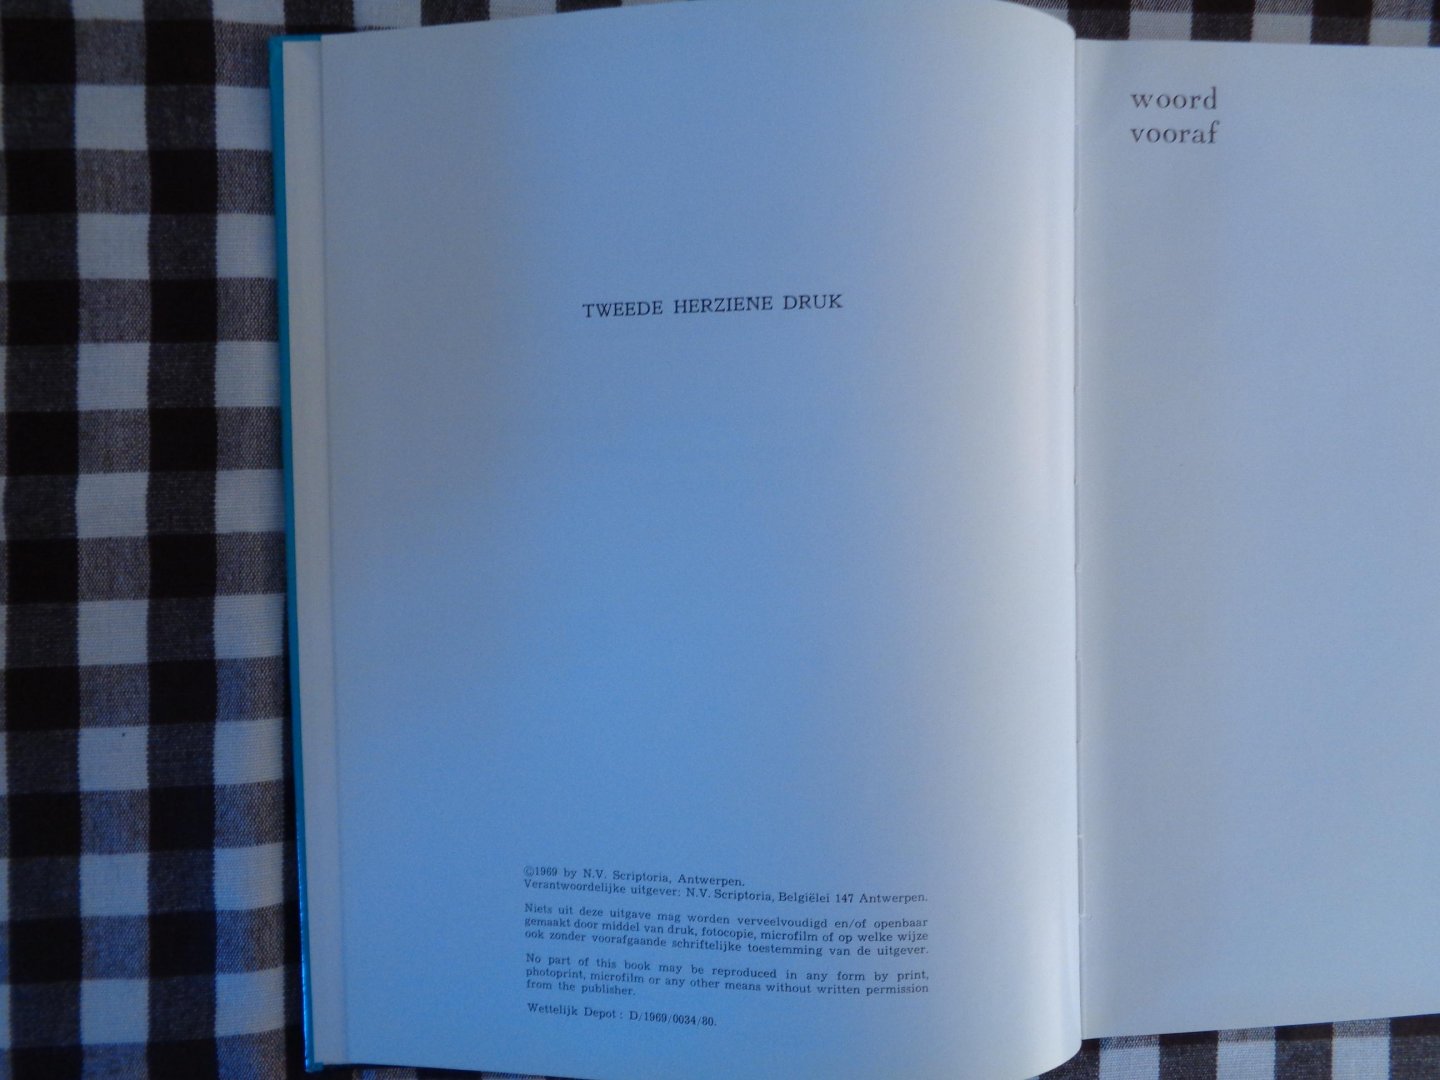 TWEEDE HERZIENE DRUK
©1969 by N.V. Scriptoria, Antwerpen.
Verantwoordelijke uitgever: N.V. Scriptoria, Belgiëlei 147 Antwerpen.
Niets uit deze uitgave mag worden verveelvoudigd en/of openbaar
gemaakt door middel van druk, fotocopie, microfilm of op welke wijze
ook zonder voorafgaande schriftelijke toestemming van de uitgever.
No part of this book may be reproduced in any form by print,
photoprint, microfilm or any other means without written permission
from the publisher.
Wettelijk Depot : D/1969/0034/80.
woord
vooraf